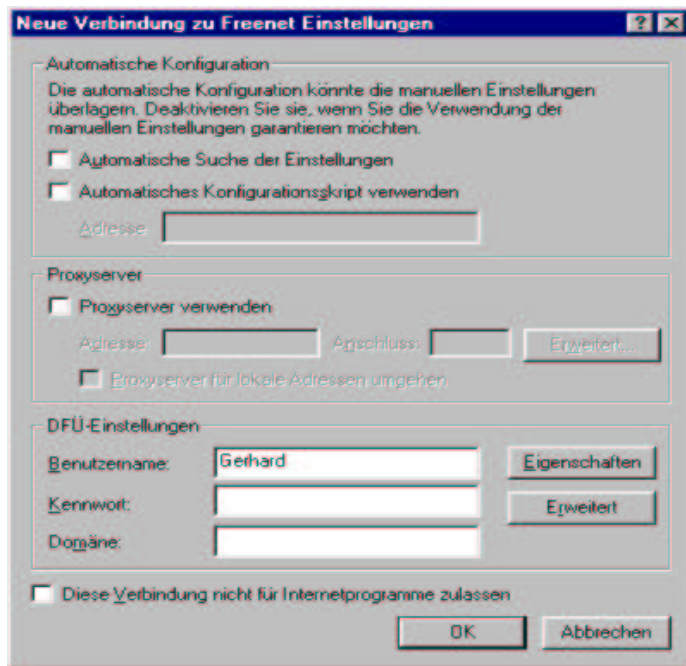 Neue Verbindung zu Freenet Einstellungen
Automatische Konfiguration
Die automatische Konfiguration könnte die manuellen Einstellungen
überlagern. Deaktivieren Sie sie, wenn Sie die Verwendung der
manuellen Einstellungen garantieren möchten.
Automatische Suche der Einstellungen
Automatisches Konfigurationsskript verwenden
Adresse:
Proxyserver
Proxyserver verwenden
Adresse: Anschluss: Erweitert...
Proxyserver für lokale Adressen umgehen
DFÜ-Einstellungen
Benutzername: Gerhard Eigenschaften
Kennwort: Erweitert
Domäne:
Diese Verbindung nicht für Internetprogramme zulassen
OK Abbrechen